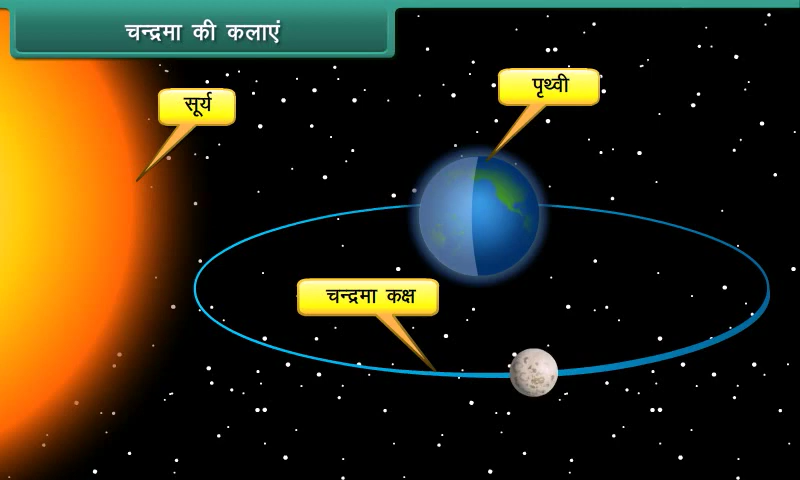 चन्द्रमा की कलाएं
सूर्य
पृथ्वी
चन्द्रमा कक्ष